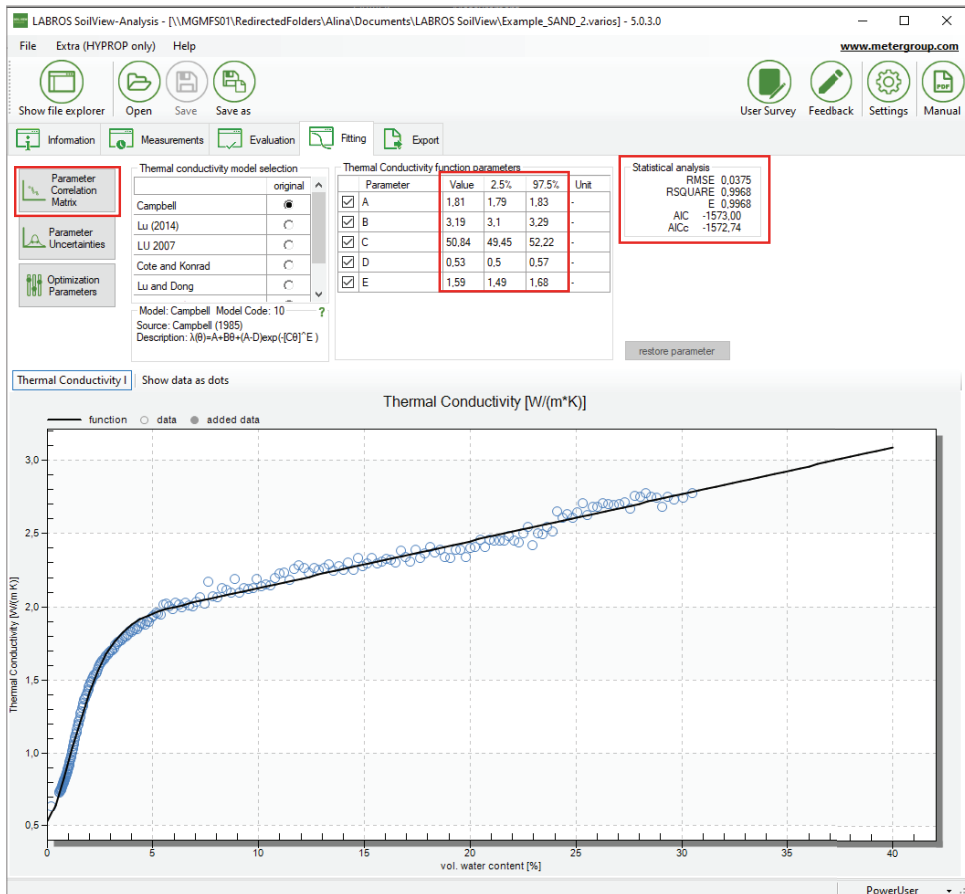 LABROS SoilView-Analysis - [\\MGMFS01\RedirectedFolders\Alina\Documents\LABROS SoilView\Example_SAND_2.varios] - 5.0.3.0
File Extra (HYPROP only) Help www.metergroup.com
Show file explorer Open Save Save as User Survey Feedback Settings Manual
Information Measurements Evaluation Fitting Export
Parameter Correlation Matrix
Parameter Uncertainties
Optimization Parameters
Thermal conductivity model selection
original
Campbell
Lu (2014)
LU 2007
Cote and Konrad
Lu and Dong
Model: Campbell Model Code: 10 ?
Source: Campbell (1985)
Description: λ(θ)=A+Bθ+(A-D)exp(-[Cθ]^E )
Thermal Conductivity function parameters
Parameter Value 2.5% 97.5% Unit
A 1,81 1,79 1,83 -
B 3,19 3,1 3,29 -
C 50,84 49,45 52,22 -
D 0,53 0,5 0,57 -
E 1,59 1,49 1,68 -
Statistical analysis
RMSE 0,0375
RSQUARE 0,9968
E 0,9968
AIC -1573,00
AICc -1572,74
restore parameter
Thermal Conductivity l Show data as dots
Thermal Conductivity [W/(m*K)]
function data added data
3,0
2,5
2,0
1,5
1,0
0,5
Thermal Conductivity [W/(m*K)]
0 5 10 15 20 25 30 35 40
vol. water content [%]
PowerUser